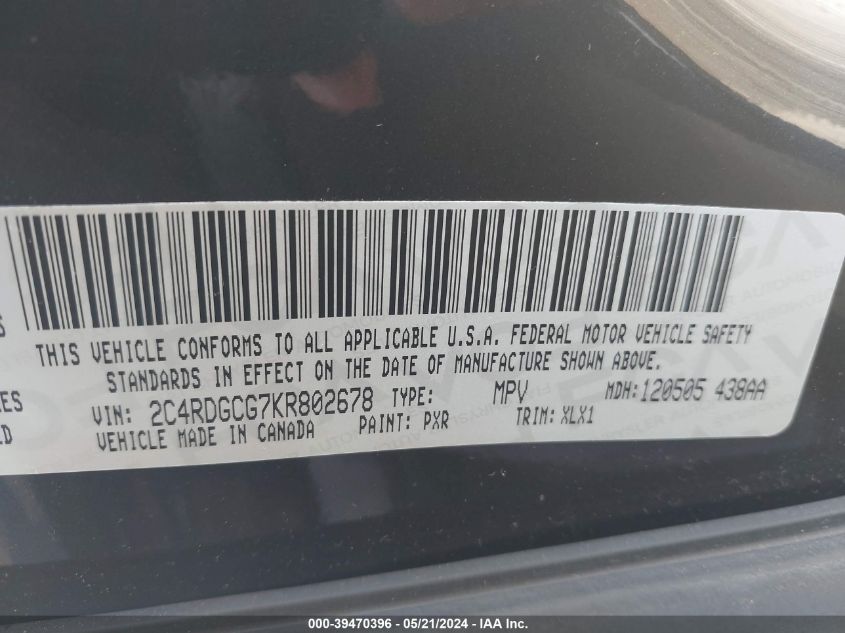 THIS VEHICLE CONFORMS TO ALL APPLICABLE U.S.A. FEDERAL MOTOR VEHICLE SAFETY
STANDARDS IN EFFECT ON THE DATE OF MANUFACTURE SHOWN ABOVE.
VIN: 2C4RDGCG7KR802678 TYPE: MPV MDH:120505 438AA
VEHICLE MADE IN CANADA PAINT: PXR TRIM: XLX1
000-39470396 - 05/21/2024 - IAA Inc.